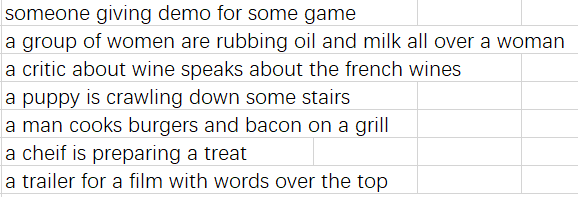 someone giving demo for some game
a group of women are rubbing oil and milk all over a woman
a critic about wine speaks about the french wines
a puppy is crawling down some stairs
a man cooks burgers and bacon on a grill
a cheif is preparing a treat
a trailer for a film with words over the top